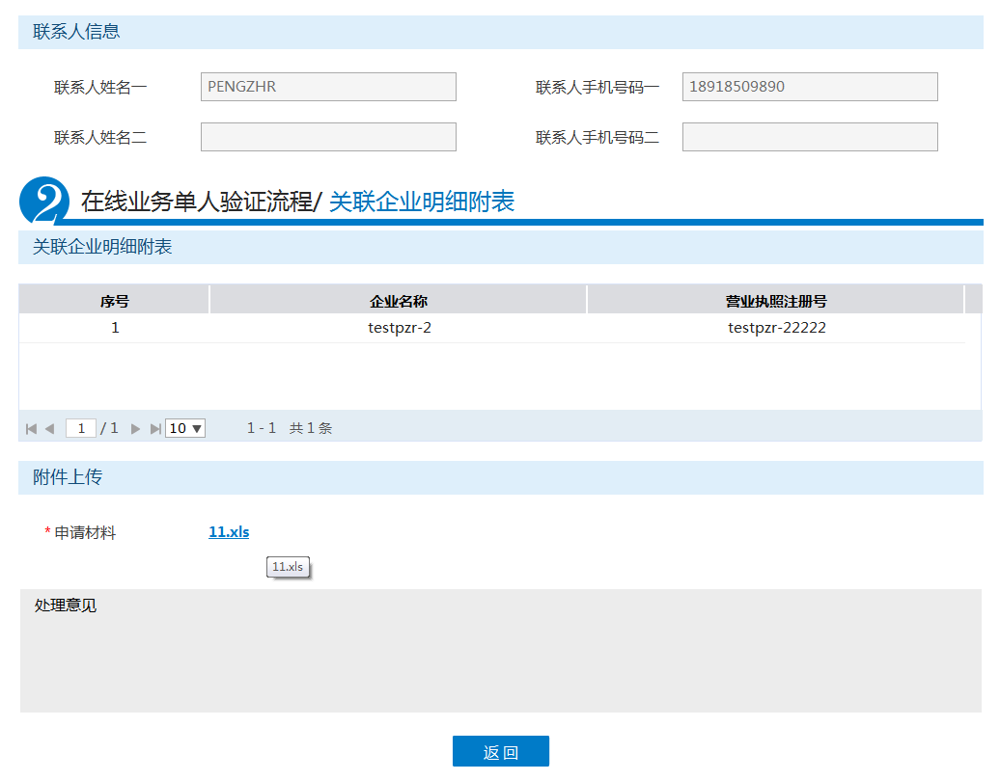 联系人信息
联系人姓名一 PENGZHR 联系人手机号码一 18918509890
联系人姓名二 联系人手机号码二
2 在线业务单人验证流程/ 关联企业明细附表
关联企业明细附表
序号 企业名称 营业执照注册号
1 testpzr-2 testpzr-22222
1 / 1 10 ▼ 1 - 1 共 1 条
附件上传
* 申请材料 11.xls
11.xls
处理意见
返 回